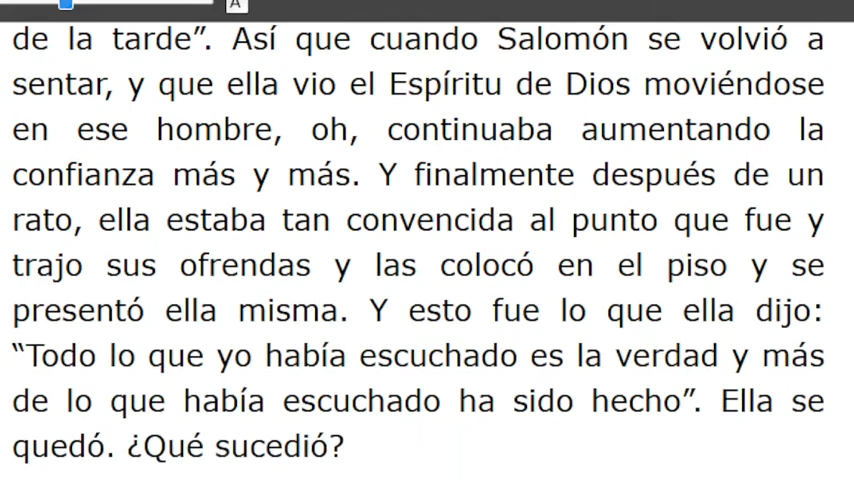 A
de la tarde”. Así que cuando Salomón se volvió a
sentar, y que ella vio el Espíritu de Dios moviéndose
en ese hombre, oh, continuaba aumentando la
confianza más y más. Y finalmente después de un
rato, ella estaba tan convencida al punto que fue y
trajo sus ofrendas y las colocó en el piso y se
presentó ella misma. Y esto fue lo que ella dijo:
“Todo lo que yo había escuchado es la verdad y más
de lo que había escuchado ha sido hecho”. Ella se
quedó. ¿Qué sucedió?